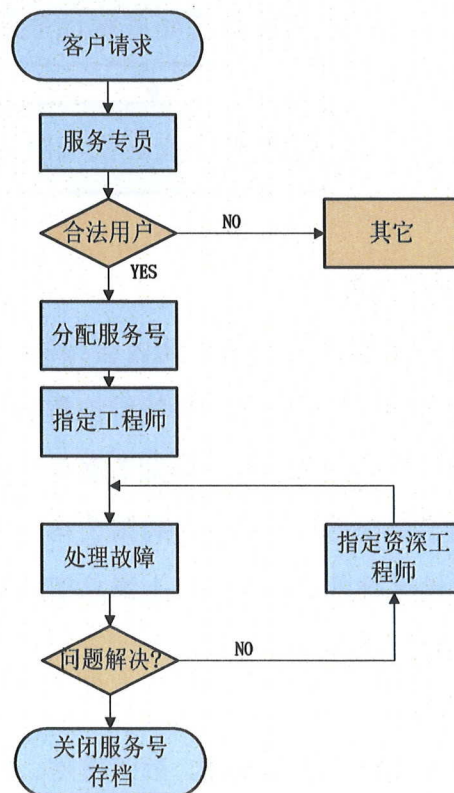 客户请求
服务专员
合法用户
NO
其它
YES
分配服务号
指定工程师
处理故障
指定资深工
程师
问题解决?
NO
关闭服务号
存档